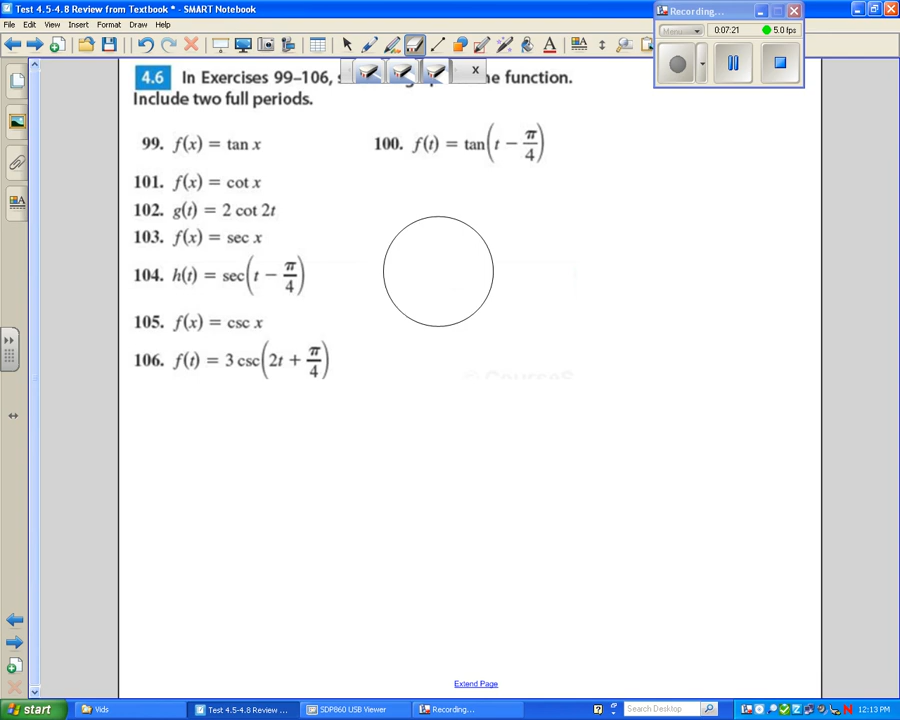 Test 4.5-4.8 Review from Textbook * - SMART Notebook
File Edit View Insert Format Draw Help
Recording...
Menu
0:07:21
5.0 fps
4.6 In Exercises 99–106, s he function.
Include two full periods.
99. f(x) = tan x
100. f(t) = tan(t − π/4)
101. f(x) = cot x
102. g(t) = 2 cot 2t
103. f(x) = sec x
104. h(t) = sec(t − π/4)
105. f(x) = csc x
106. f(t) = 3 csc(2t + π/4)
Extend Page
start
Vids
Test 4.5-4.8 Review ...
SDP860 USB Viewer
Recording...
Search Desktop
12:13 PM